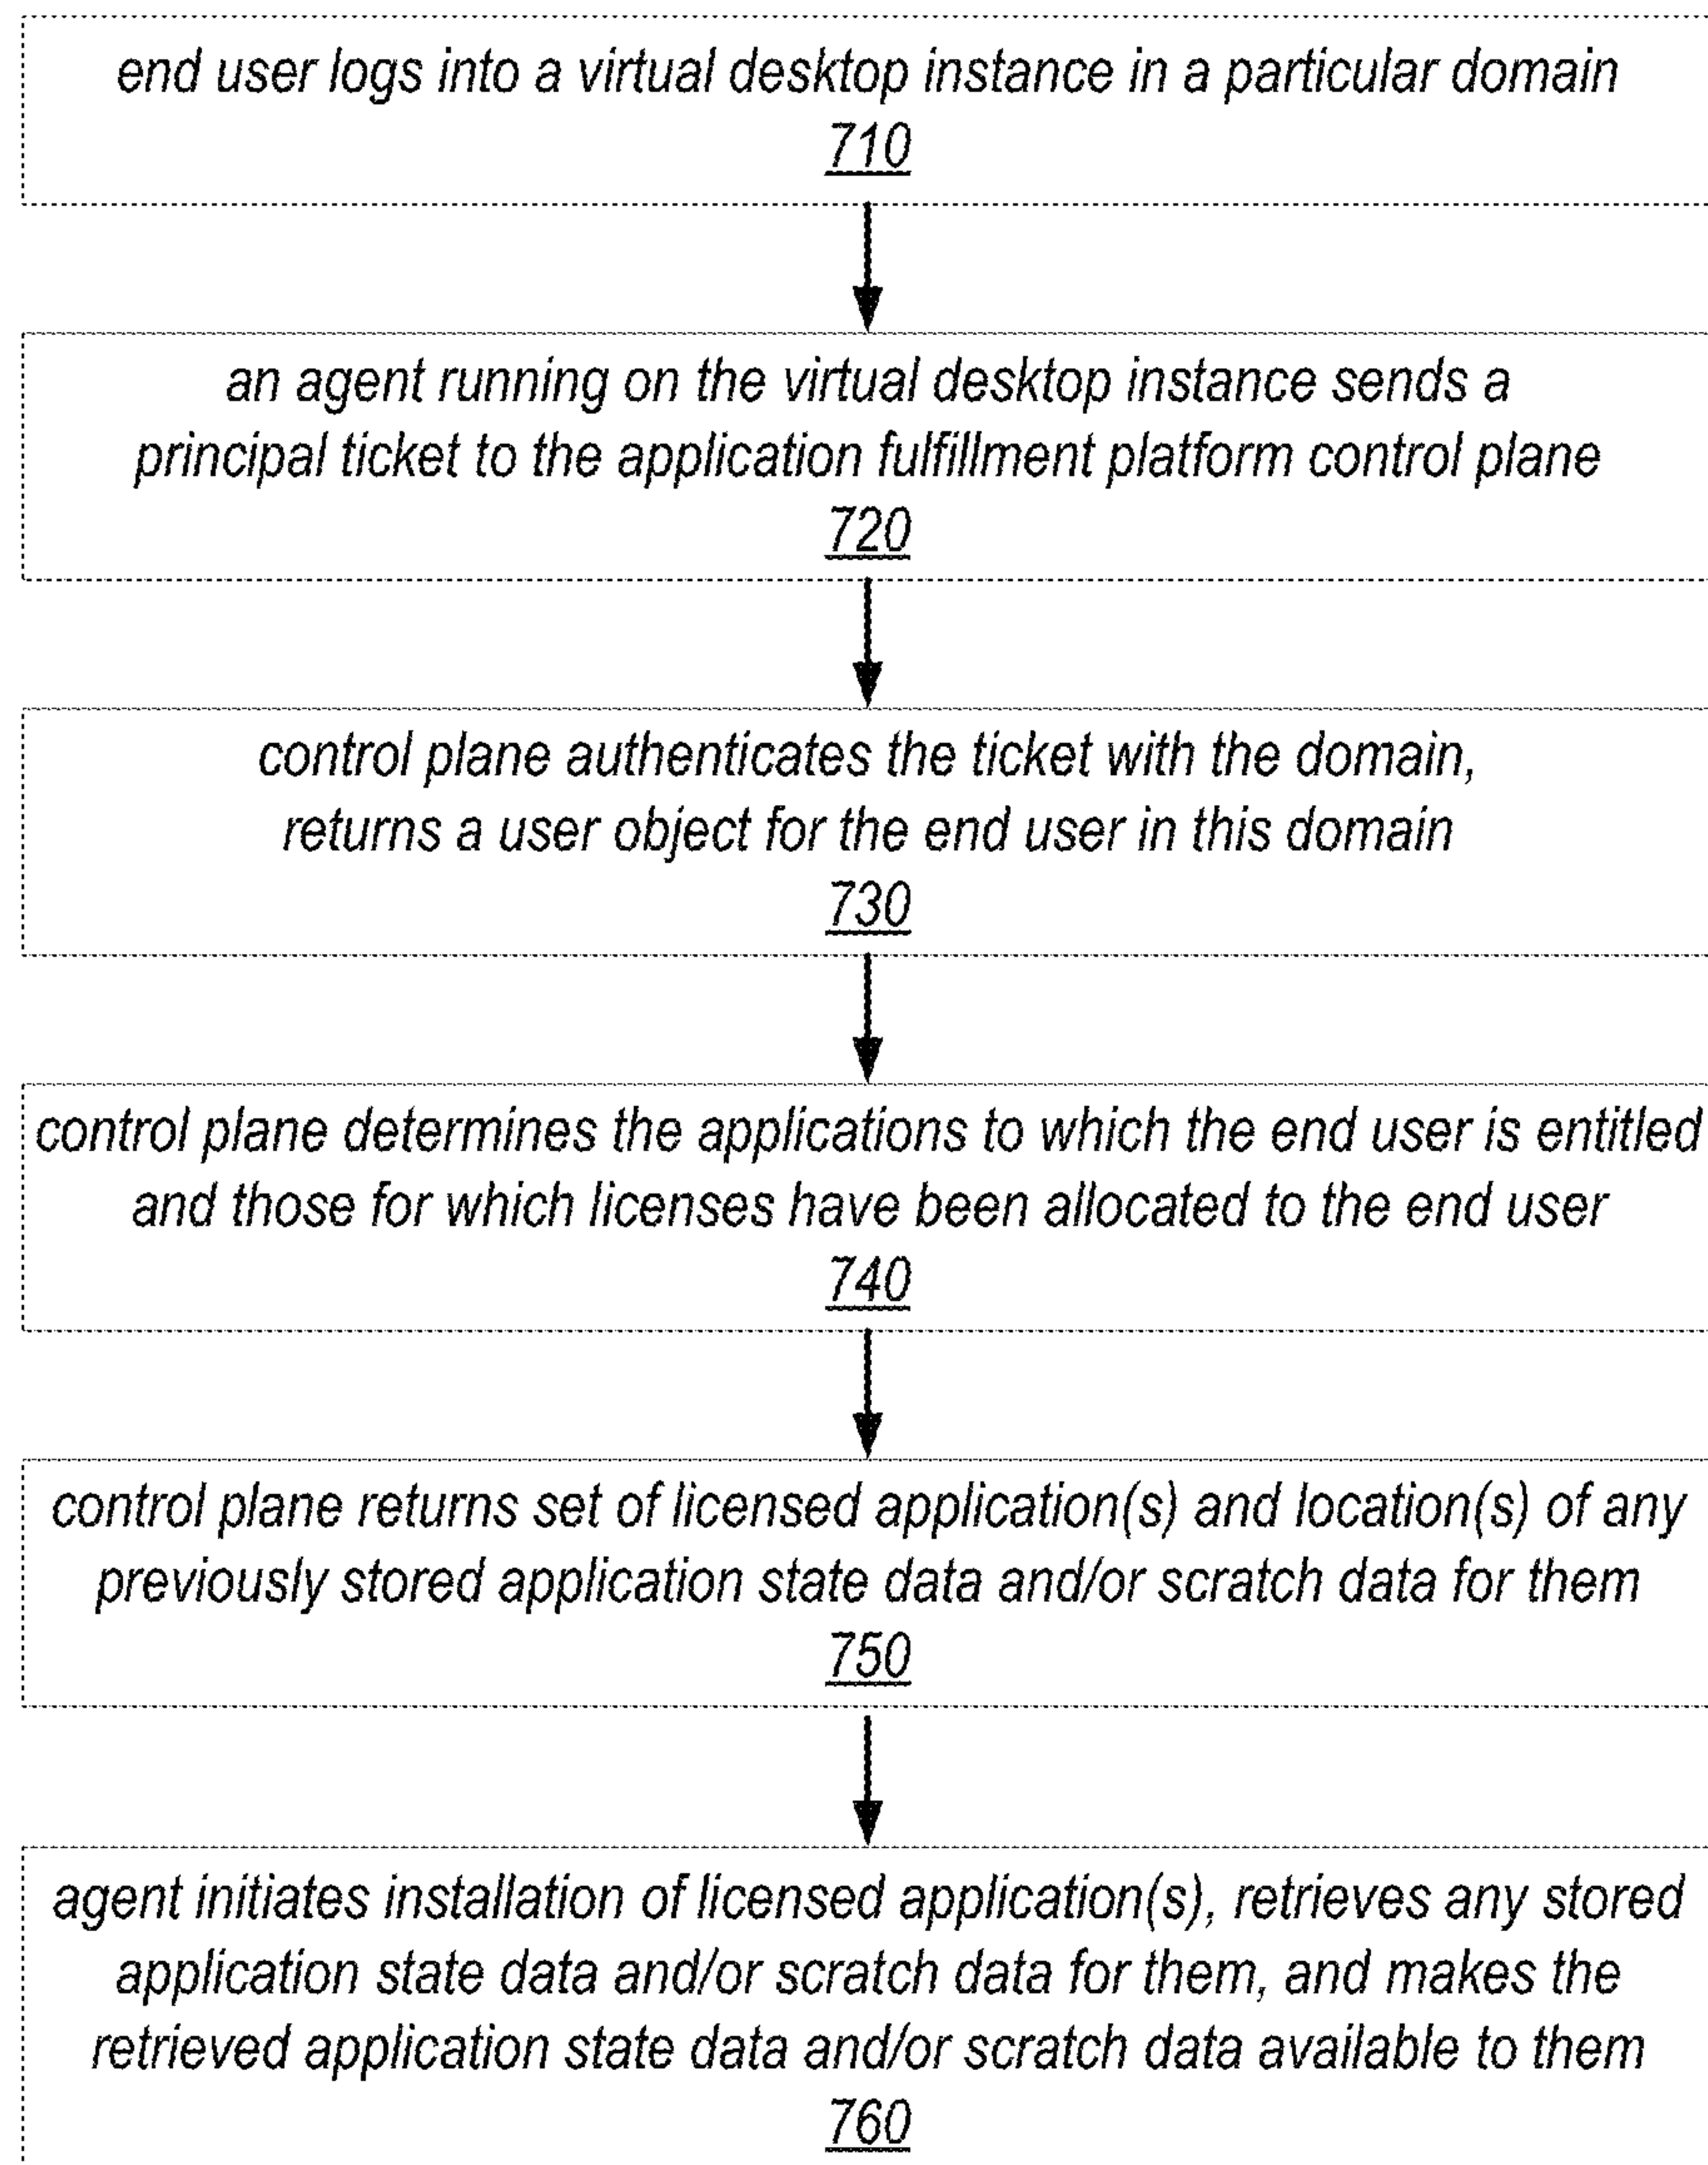 end user logs into a virtual desktop instance in a particular domain
710
an agent running on the virtual desktop instance sends a
principal ticket to the application fulfillment platform control plane
720
control plane authenticates the ticket with the domain,
returns a user object for the end user in this domain
730
control plane determines the applications to which the end user is entitled
and those for which licenses have been allocated to the end user
740
control plane returns set of licensed application(s) and location(s) of any
previously stored application state data and/or scratch data for them
750
agent initiates installation of licensed application(s), retrieves any stored
application state data and/or scratch data for them, and makes the
retrieved application state data and/or scratch data available to them
760